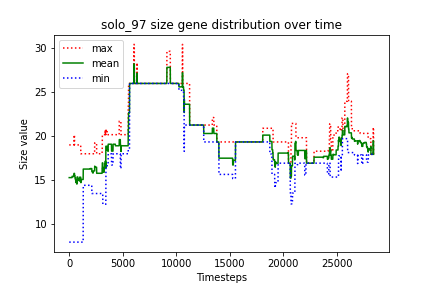 solo_97 size gene distribution over time
max
mean
min
Size value
30
25
20
15
10
0
5000
10000
15000
20000
25000
Timesteps